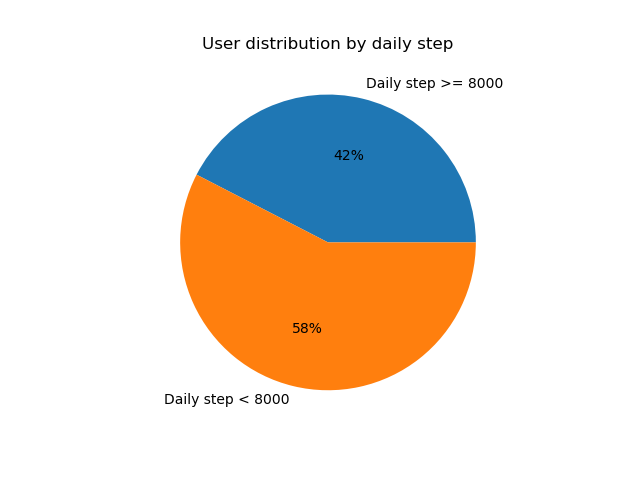 User distribution by daily step
Daily step >= 8000
42%
58%
Daily step < 8000